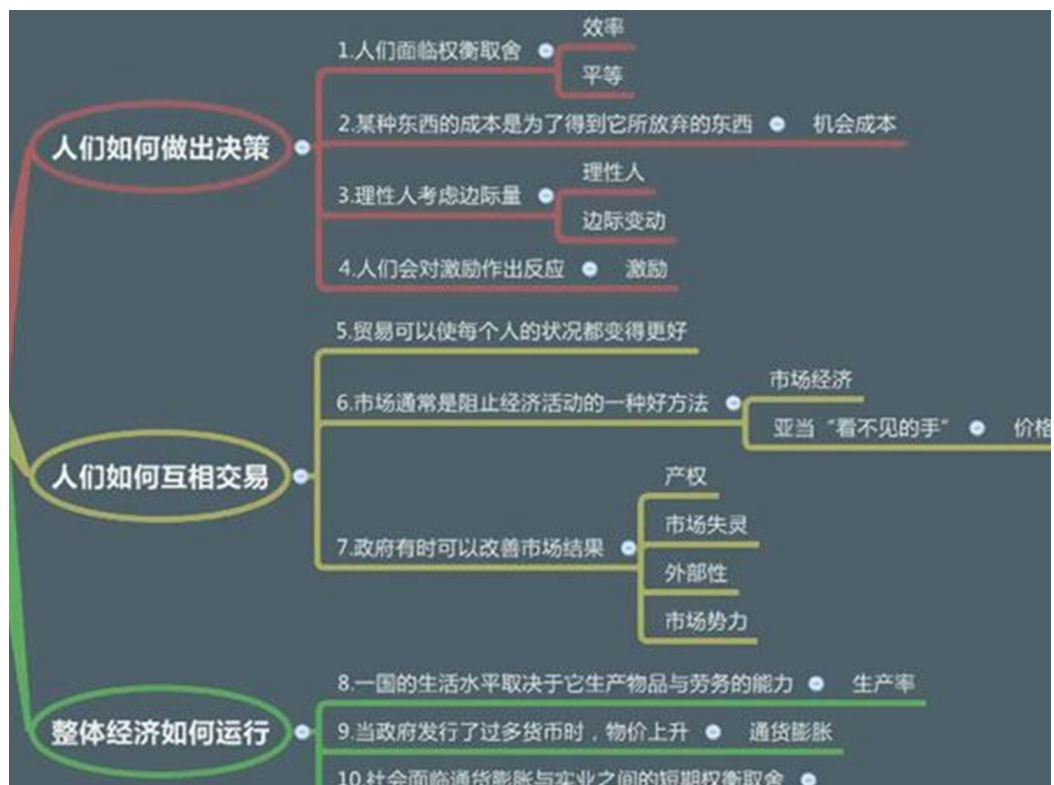 人们如何做出决策
1.人们面临权衡取舍
效率
平等
2.某种东西的成本是为了得到它所放弃的东西
机会成本
3.理性人考虑边际量
理性人
边际变动
4.人们会对激励作出反应
激励
人们如何互相交易
5.贸易可以使每个人的状况都变得更好
6.市场通常是阻止经济活动的一种好方法
市场经济
亚当“看不见的手”
价格
7.政府有时可以改善市场结果
产权
市场失灵
外部性
市场势力
整体经济如何运行
8.一国的生活水平取决于它生产物品与劳务的能力
生产率
9.当政府发行了过多货币时，物价上升
通货膨胀
10.社会面临通货膨胀与实业之间的短期权衡取舍